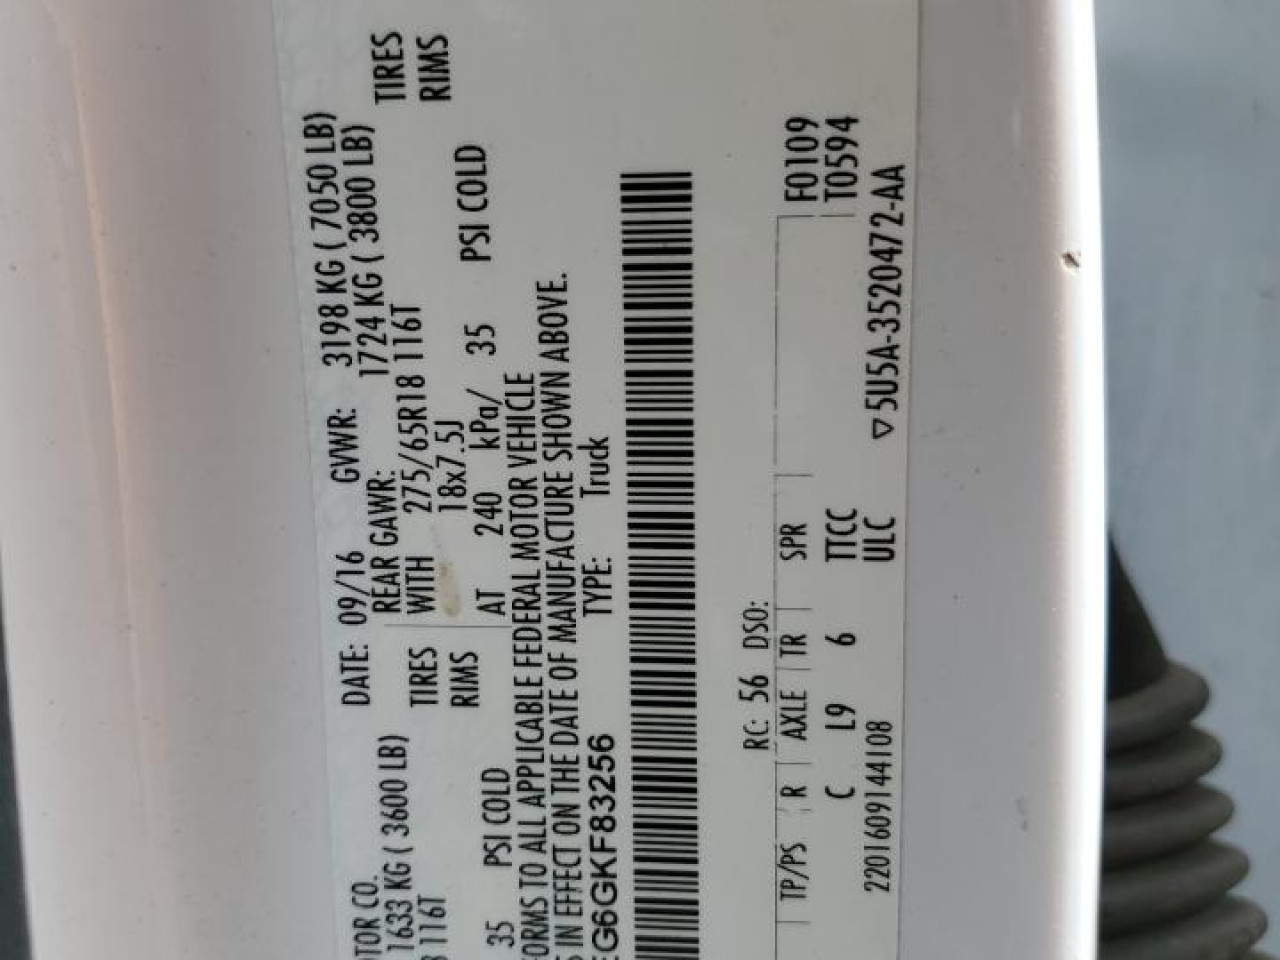 OTOR CO. DATE: 09/16 GVWR: 3198 KG ( 7050 LB)
1633 KG ( 3600 LB) REAR GAWR: 1724 KG ( 3800 LB)
116T TIRES WITH 275/65R18 116T TIRES
RIMS 18x7.5J RIMS
35 PSI COLD AT 240 kPa/ 35 PSI COLD
FORMS TO ALL APPLICABLE FEDERAL MOTOR VEHICLE
S IN EFFECT ON THE DATE OF MANUFACTURE SHOWN ABOVE.
G6GKF83256 TYPE: Truck
RC: 56 DSO:
TP/PS R AXLE TR SPR F0109
C L9 6 TTCC T0594
2201609144108 ULC ▽5U5A-3520472-AA